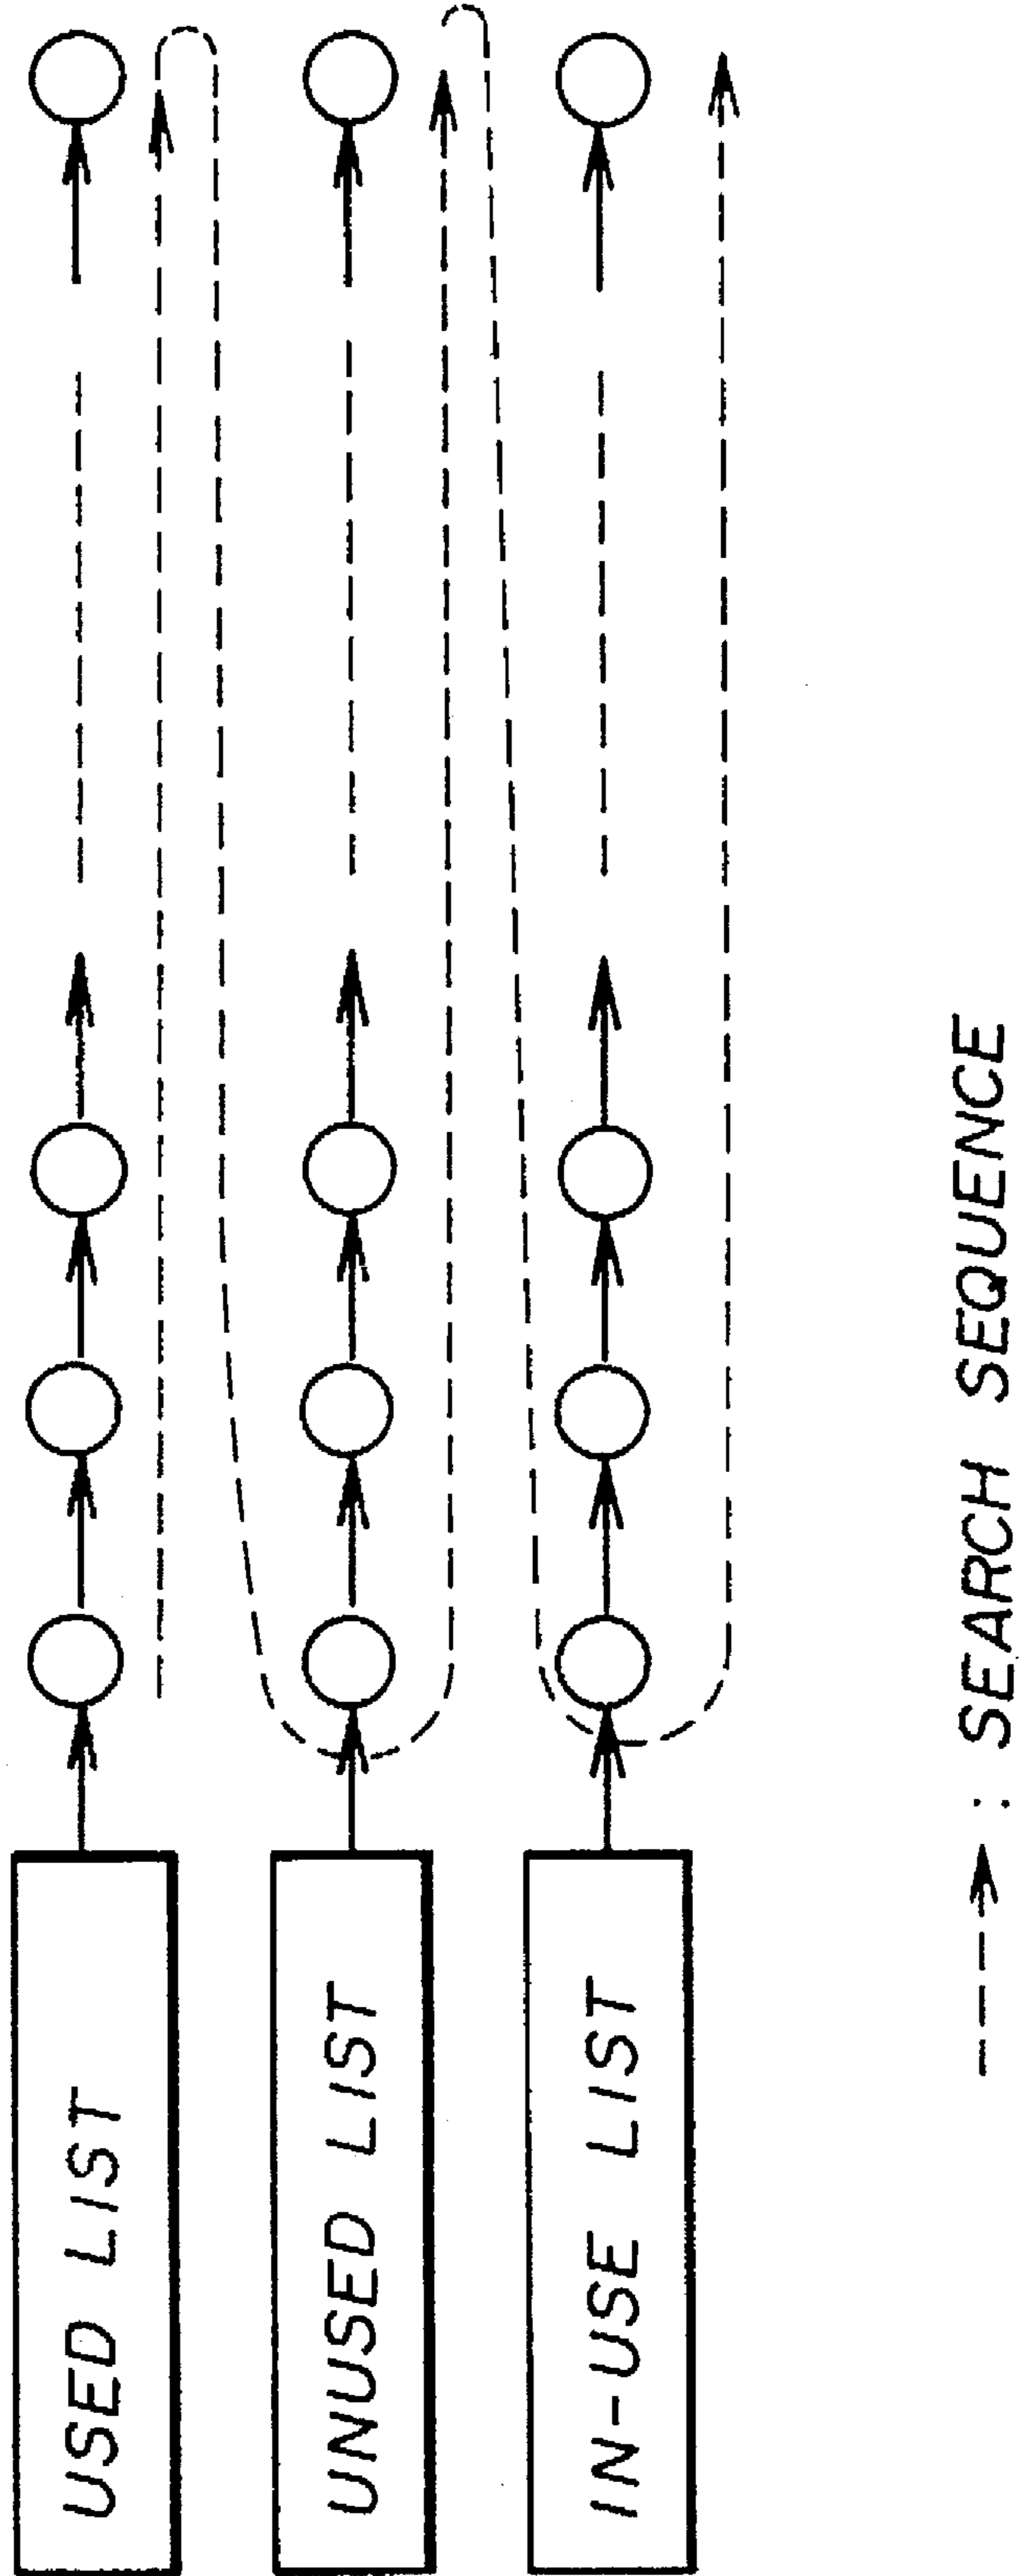 USED LIST
UNUSED LIST
IN-USE LIST
: SEARCH SEQUENCE